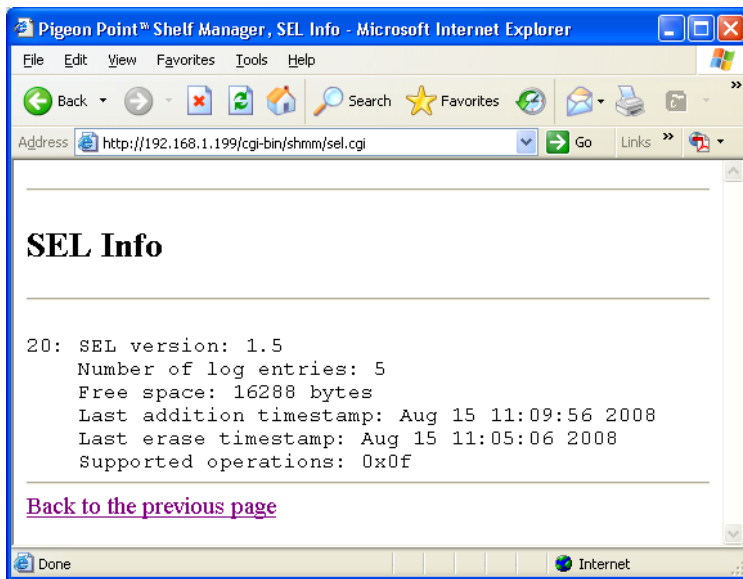 Pigeon Point™ Shelf Manager, SEL Info - Microsoft Internet Explorer
File Edit View Favorites Tools Help
Back Search Favorites »
Address http://192.168.1.199/cgi-bin/shmm/sel.cgi Go Links »
SEL Info
20: SEL version: 1.5
Number of log entries: 5
Free space: 16288 bytes
Last addition timestamp: Aug 15 11:09:56 2008
Last erase timestamp: Aug 15 11:05:06 2008
Supported operations: 0x0f
Back to the previous page
Done Internet